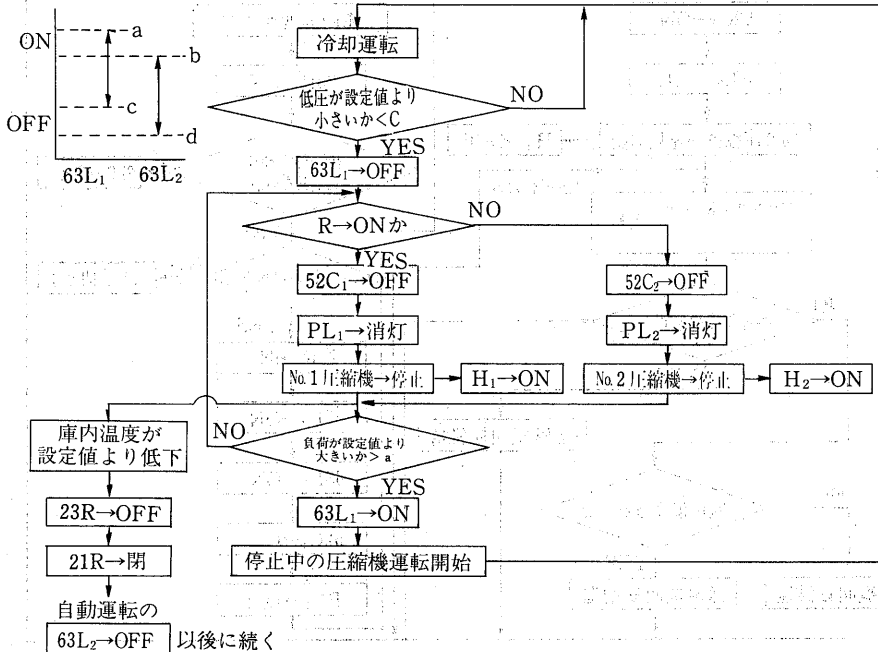 ON
OFF
a
b
c
d
63L₁
63L₂
冷却運転
低圧が設定値より
小さいか<C
NO
YES
63L₁→OFF
R→ONか
NO
YES
52C₁→OFF
52C₂→OFF
PL₁→消灯
PL₂→消灯
No.1圧縮機→停止
H₁→ON
No.2圧縮機→停止
H₂→ON
庫内温度が
設定値より低下
NO
負荷が設定値より
大きいか>a
YES
23R→OFF
63L₁→ON
21R→閉
停止中の圧縮機運転開始
自動運転の
63L₂→OFF 以後に続く